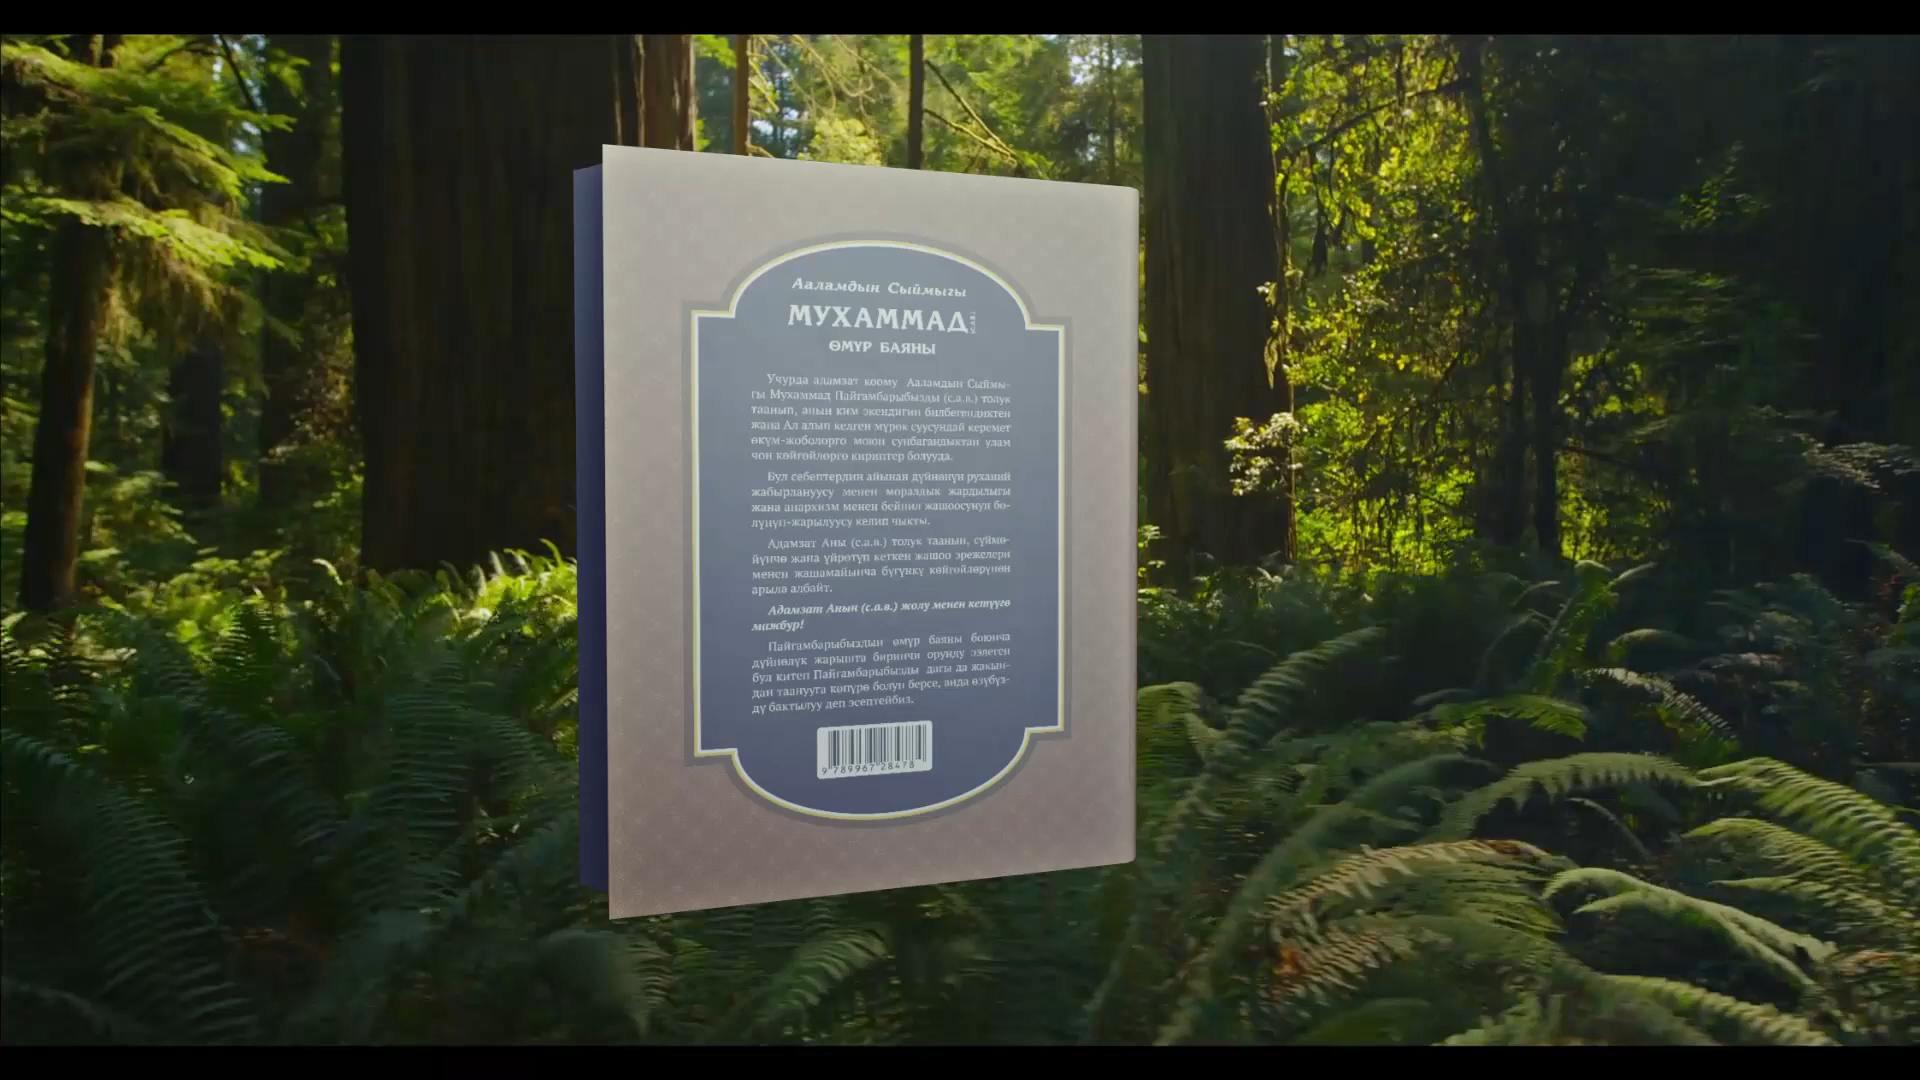 Ааламдын Сыймыгы
МУХАММАД (с.а.в.)
ӨМҮР БАЯНЫ
Учурда адамзат коому Ааламдын Сыймы-
гы Мухаммад Пайгамбарыбызды (с.а.в.) толук
таанып, анын ким экендигин билбегендиктен
жана Ал алып келген мүрөк суусундай керемет
өкүм-жоболорго моюн сунбагандыктан улам
чоң көйгөйлөргө кириптер болууда.
Бул себептердин айынан дүйнөнүн руханий
жабырлануусу менен моралдык жардылыгы
жана анархизм менен бейпил жашоосунун бө-
лүнүп-жарылуусу келип чыкты.
Адамзат Аны (с.а.в.) толук таанып, сүймө-
йүнчө жана үйрөтүп кеткен жашоо эрежелери
менен жашамайынча бүгүнкү көйгөйлөрүнөн
арыла албайт.
Адамзат Анын (с.а.в.) жолу менен кетүүгө
мажбур!
Пайгамбарыбыздын өмүр баяны боюнча
дүйнөлүк жарышта биринчи орунду ээлеген
бул китеп Пайгамбарыбызды дагы да жакын-
дан таанууга көпүрө болуп берсе, анда өзүбүз-
дү бактылуу деп эсептейбиз.
9 789967 28478